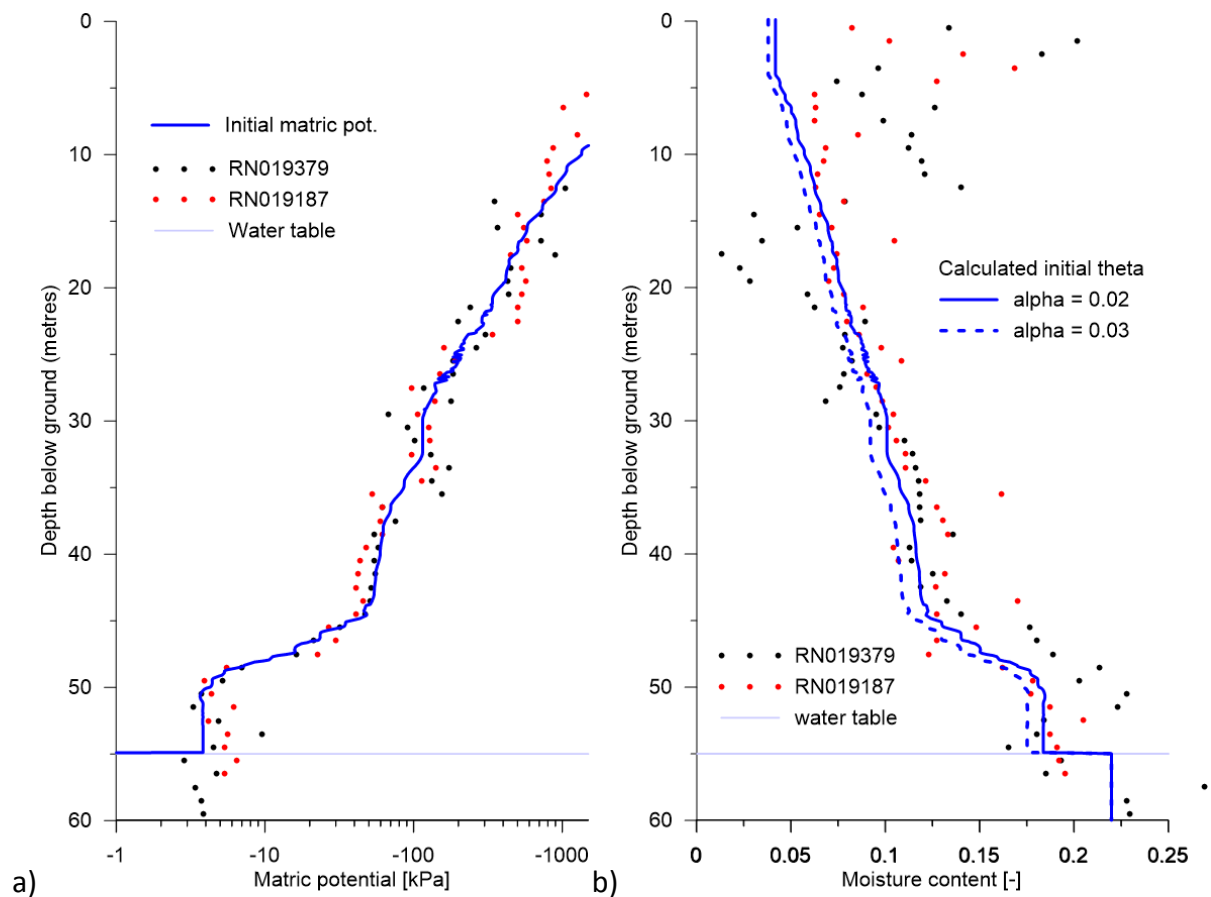 0
10
20
30
40
50
60
Depth below ground (metres)
Initial matric pot.
RN019379
RN019187
Water table
-1
-10
-100
-1000
Matric potential [kPa]
a)
0
10
20
30
40
50
60
Depth below ground (metres)
Calculated initial theta
alpha = 0.02
alpha = 0.03
RN019379
RN019187
water table
0
0.05
0.1
0.15
0.2
0.25
Moisture content [-]
b)